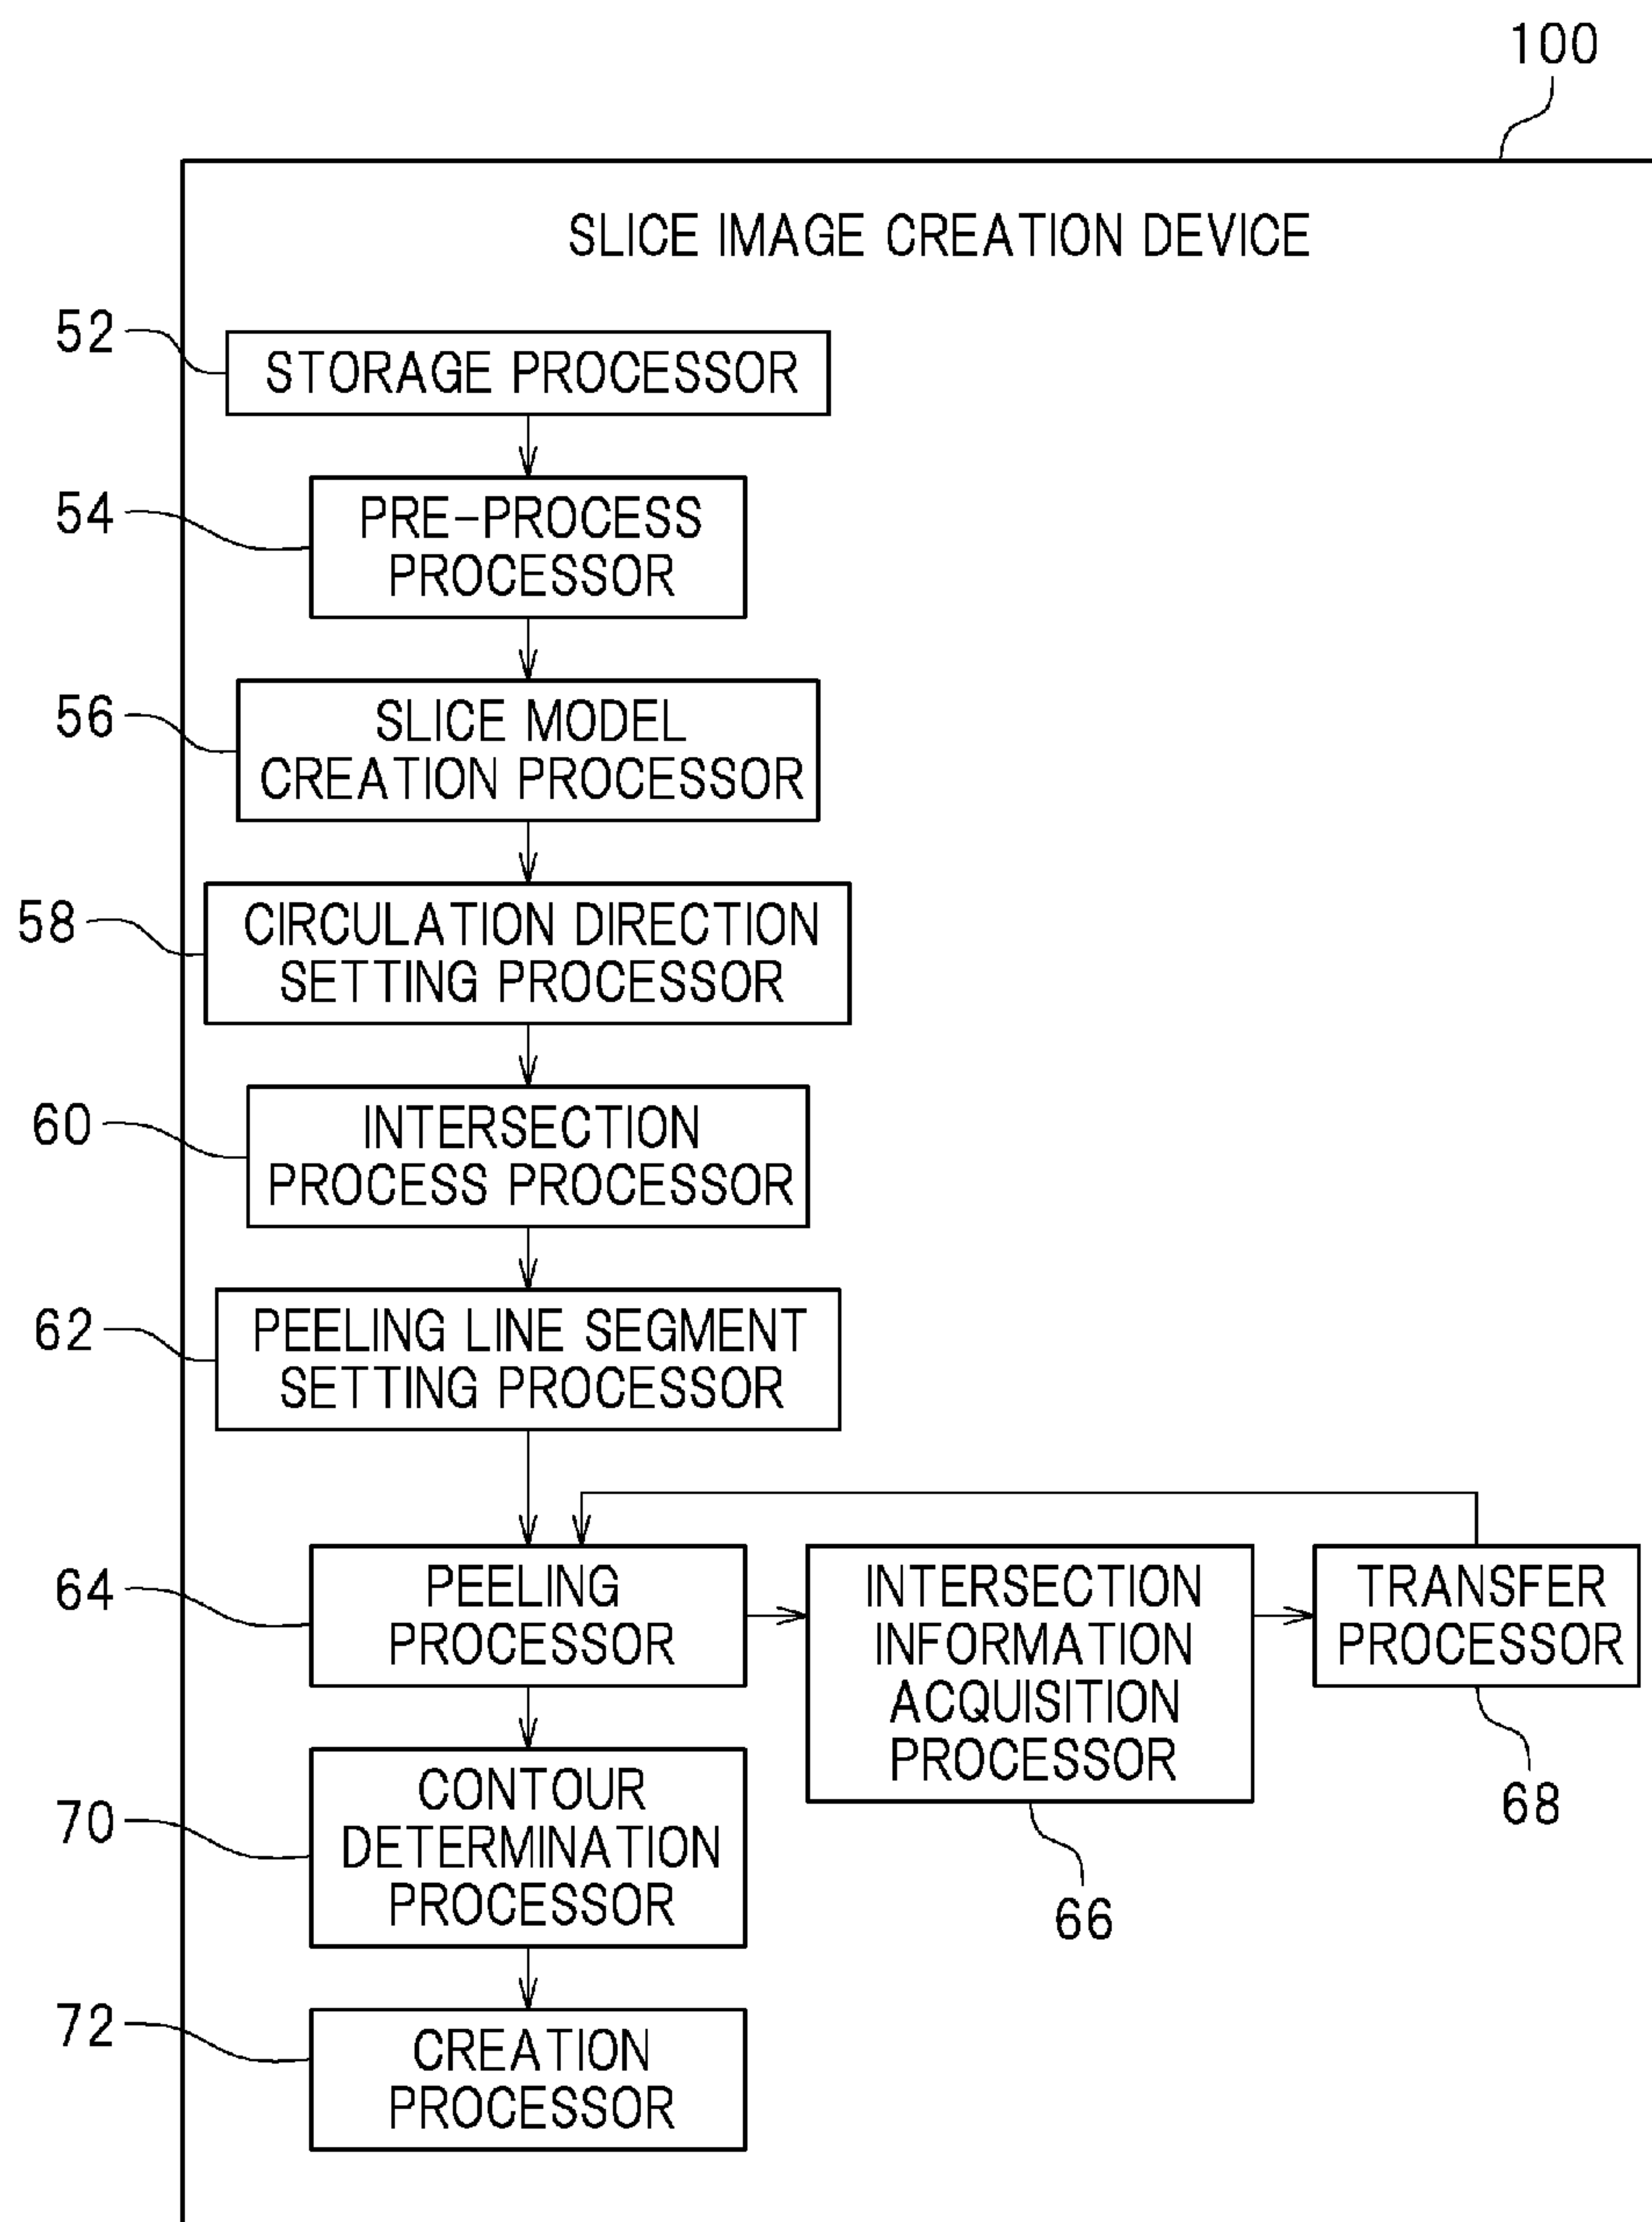 100
SLICE IMAGE CREATION DEVICE
52
STORAGE PROCESSOR
54
PRE-PROCESS
PROCESSOR
56
SLICE MODEL
CREATION PROCESSOR
58
CIRCULATION DIRECTION
SETTING PROCESSOR
60
INTERSECTION
PROCESS PROCESSOR
62
PEELING LINE SEGMENT
SETTING PROCESSOR
64
PEELING
PROCESSOR
INTERSECTION
INFORMATION
ACQUISITION
PROCESSOR
66
TRANSFER
PROCESSOR
68
70
CONTOUR
DETERMINATION
PROCESSOR
72
CREATION
PROCESSOR